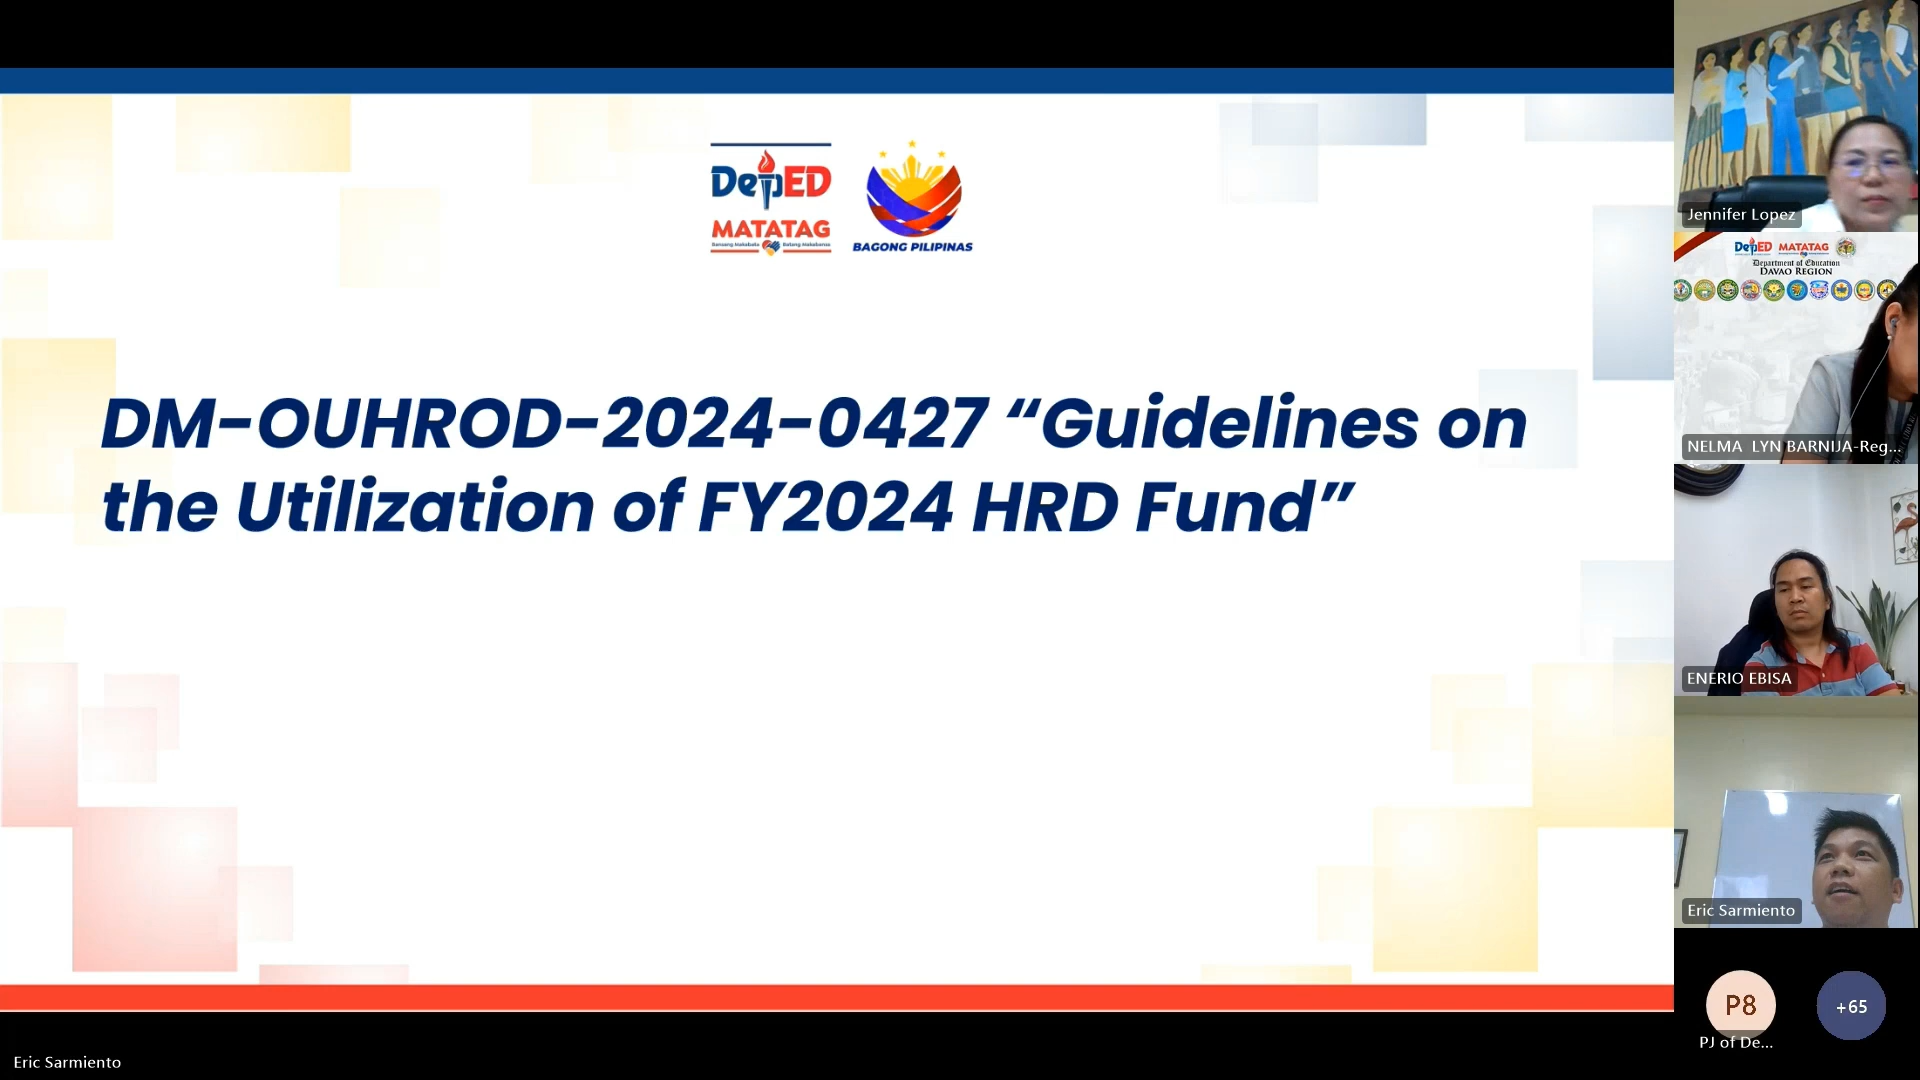 DepED
MATATAG
Bansang Makabata Batang Makabansa
BAGONG PILIPINAS
DM-OUHROD-2024-0427 “Guidelines on
the Utilization of FY2024 HRD Fund”
Eric Sarmiento
Jennifer Lopez
DepED MATATAG
Department of Education
DAVAO REGION
NELMA LYN BARNIJA-Reg...
ENERIO EBISA
Eric Sarmiento
P8
PJ of De...
+65